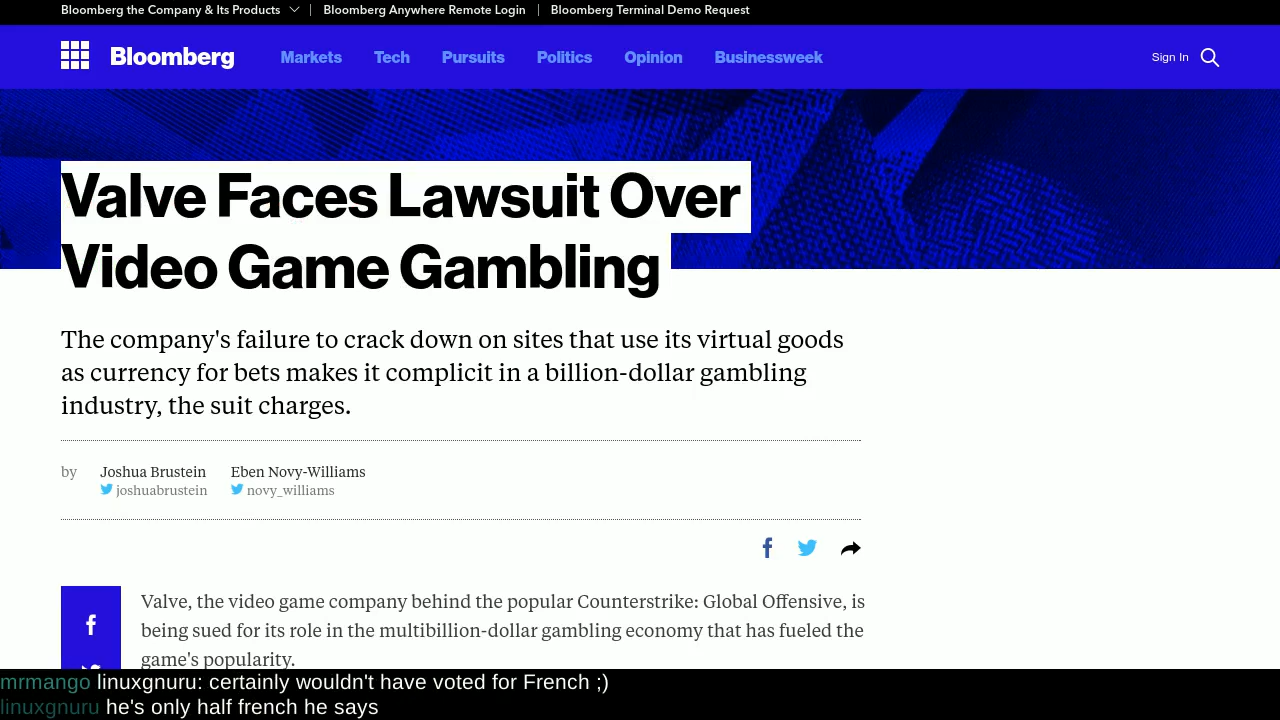 Bloomberg the Company & Its Products | Bloomberg Anywhere Remote Login | Bloomberg Terminal Demo Request
Bloomberg Markets Tech Pursuits Politics Opinion Businessweek Sign In
Valve Faces Lawsuit Over
Video Game Gambling
The company's failure to crack down on sites that use its virtual goods
as currency for bets makes it complicit in a billion-dollar gambling
industry, the suit charges.
by Joshua Brustein Eben Novy-Williams
joshuabrustein novy_williams
Valve, the video game company behind the popular Counterstrike: Global Offensive, is
being sued for its role in the multibillion-dollar gambling economy that has fueled the
game's popularity.
mrmango linuxgnuru: certainly wouldn't have voted for French ;)
linuxgnuru he's only half french he says